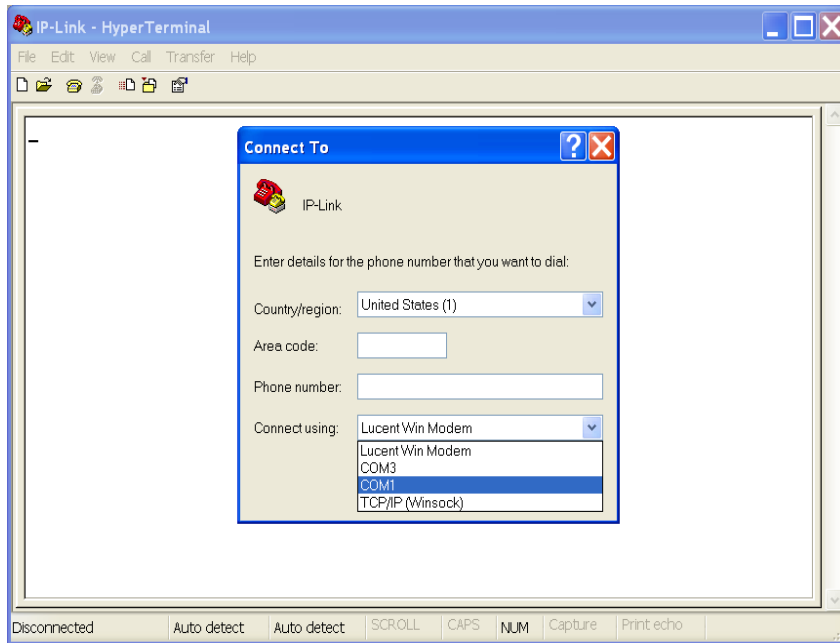 IP-Link - HyperTerminal
File Edit View Call Transfer Help
Connect To
IP-Link
Enter details for the phone number that you want to dial:
Country/region: United States (1)
Area code:
Phone number:
Connect using: Lucent Win Modem
Lucent Win Modem
COM3
COM1
TCP/IP (Winsock)
Disconnected Auto detect Auto detect SCROLL CAPS NUM Capture Print echo